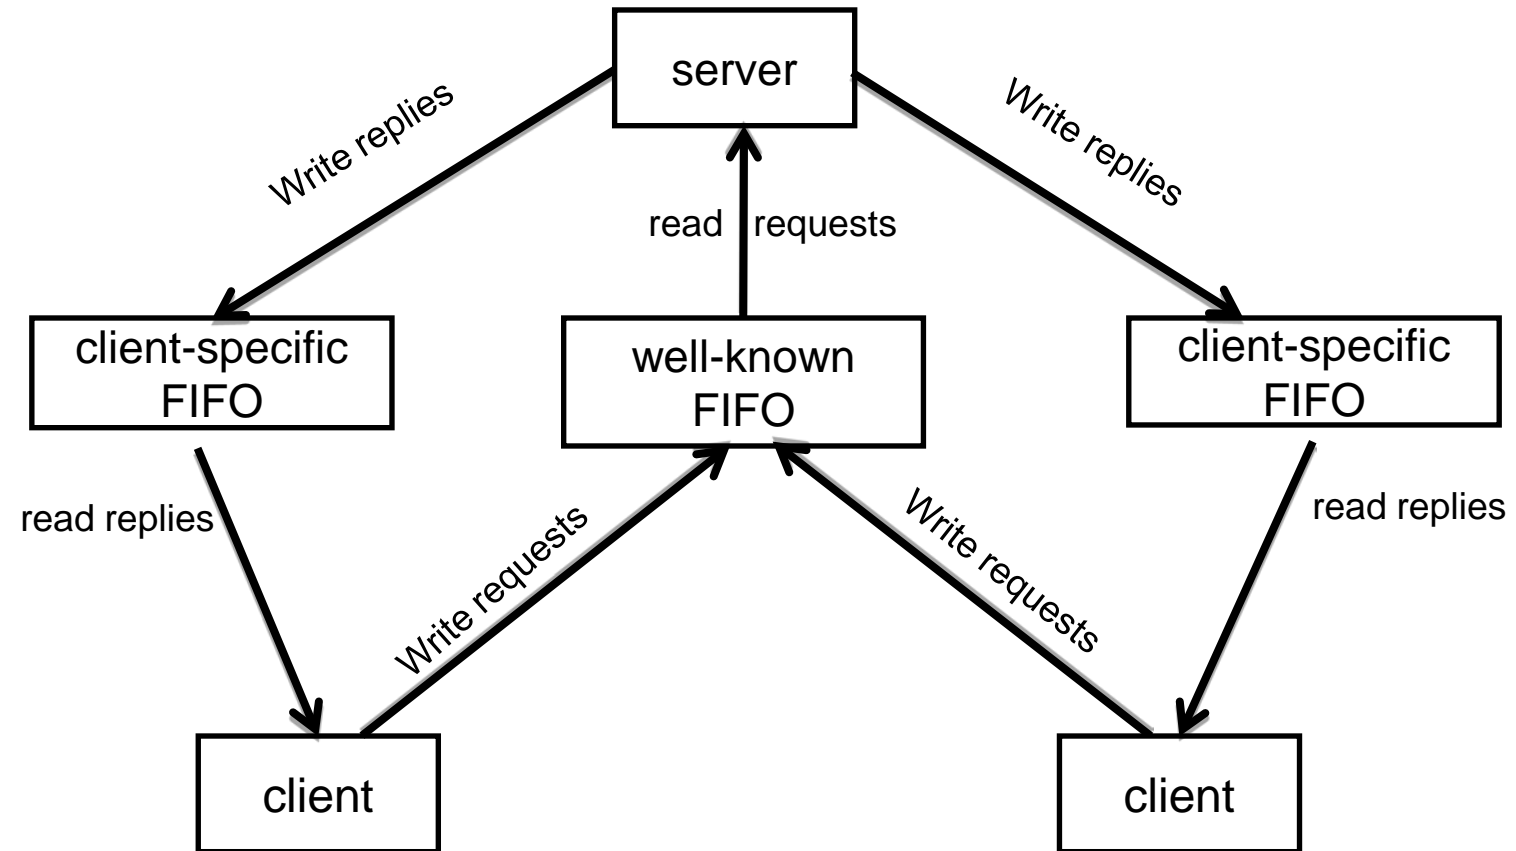 server
Write replies
Write replies
read requests
client-specific
FIFO
well-known
FIFO
client-specific
FIFO
read replies
Write requests
Write requests
read replies
client
client